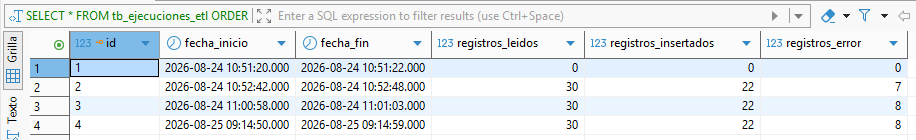 SELECT * FROM tb_ejecuciones_etl ORDER
Enter a SQL expression to filter results (use Ctrl+Space)
Grilla
Texto
123 id fecha_inicio fecha_fin 123 registros_leidos 123 registros_insertados 123 registros_error
1 1 2026-08-24 10:51:20.000 2026-08-24 10:51:22.000 0 0 0
2 2 2026-08-24 10:52:42.000 2026-08-24 10:52:48.000 30 22 7
3 3 2026-08-24 11:00:58.000 2026-08-24 11:01:03.000 30 22 8
4 4 2026-08-25 09:14:50.000 2026-08-25 09:14:59.000 30 22 8